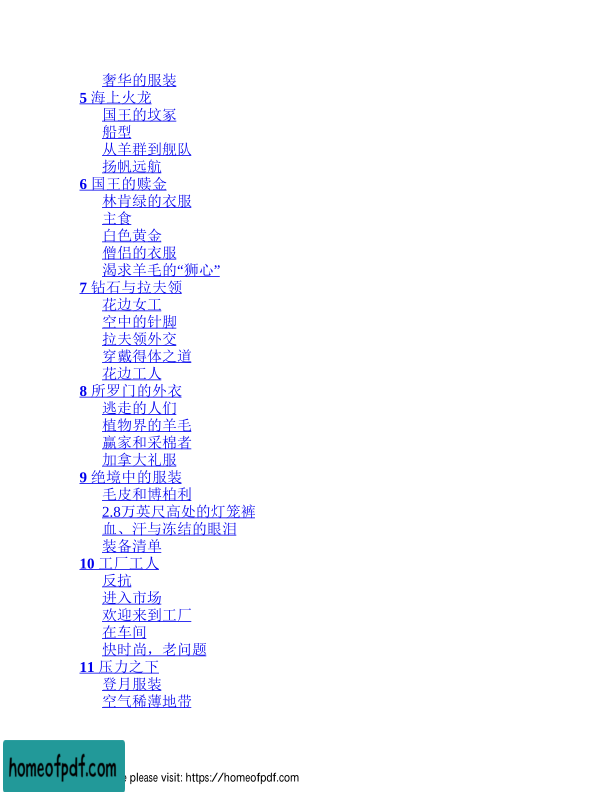 奢华的服装
5 海上火龙
国王的坟冢
船型
从羊群到舰队
扬帆远航
6 国王的赎金
林肯绿的衣服
主食
白色黄金
僧侣的衣服
渴求羊毛的“狮心”
7 钻石与拉夫领
花边女工
空中的针脚
拉夫领外交
穿戴得体之道
花边工人
8 所罗门的外衣
逃走的人们
植物界的羊毛
赢家和采棉者
加拿大礼服
9 绝境中的服装
毛皮和博柏利
2.8万英尺高处的灯笼裤
血、汗与冻结的眼泪
装备清单
10 工厂工人
反抗
进入市场
欢迎来到工厂
在车间
快时尚，老问题
11 压力之下
登月服装
空气稀薄地带
homeofpdf.com
e please visit: https://homeofpdf.com